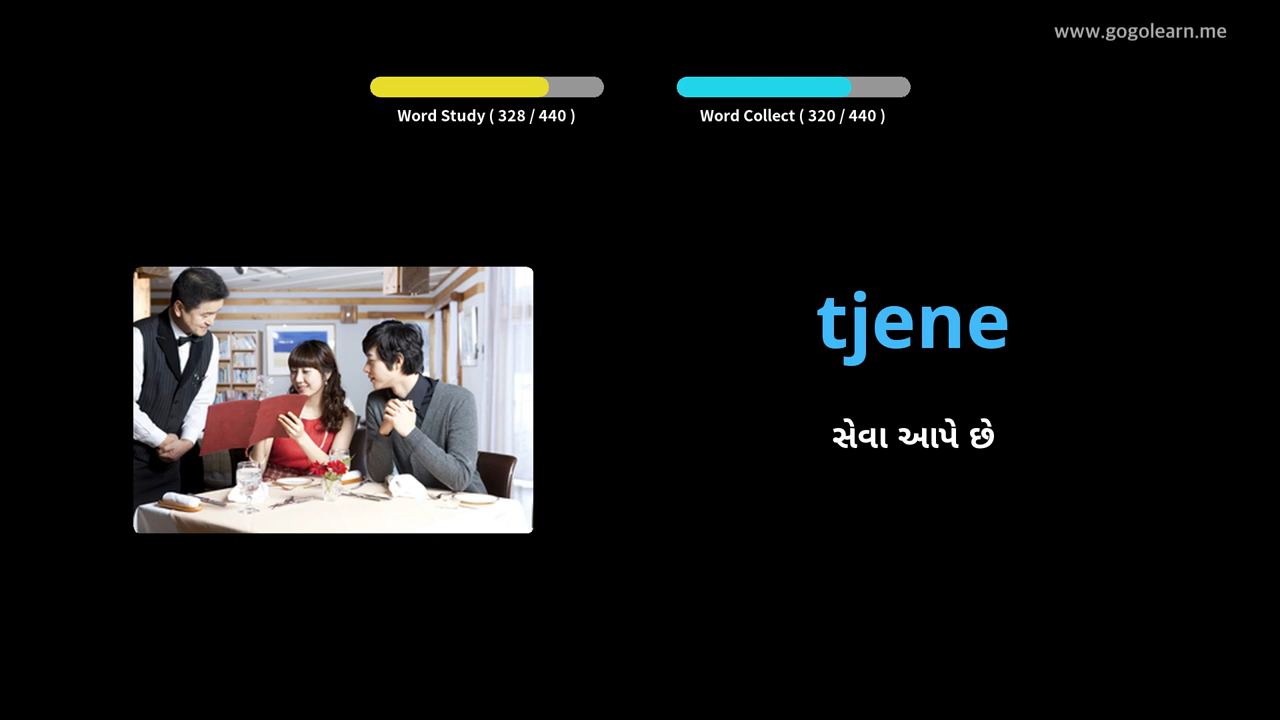 www.gogolearn.me
Word Study ( 328 / 440 )
Word Collect ( 320 / 440 )
tjene
સેવા આપે છે